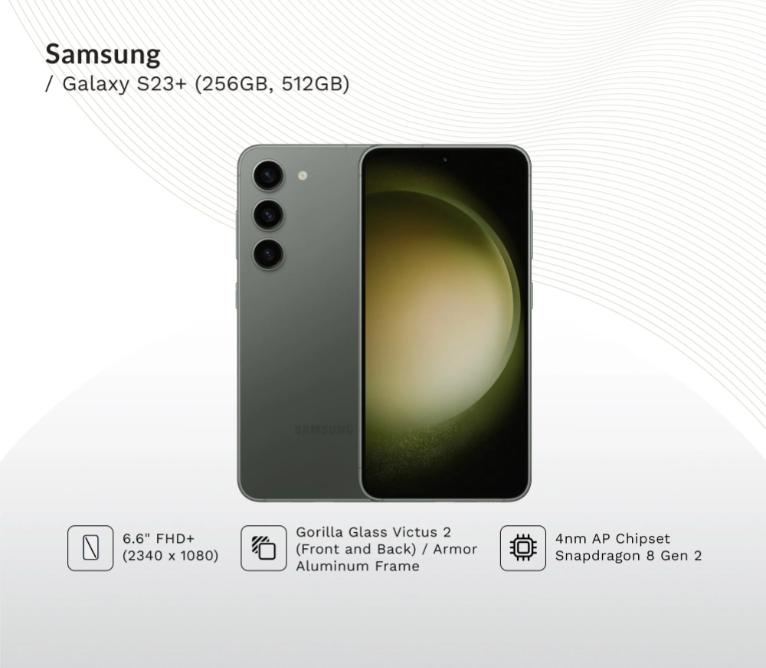 Samsung
/ Galaxy S23+ (256GB, 512GB)
SAMSUNG
6.6" FHD+
(2340 x 1080)
Gorilla Glass Victus 2
(Front and Back) / Armor
Aluminum Frame
4nm AP Chipset
Snapdragon 8 Gen 2